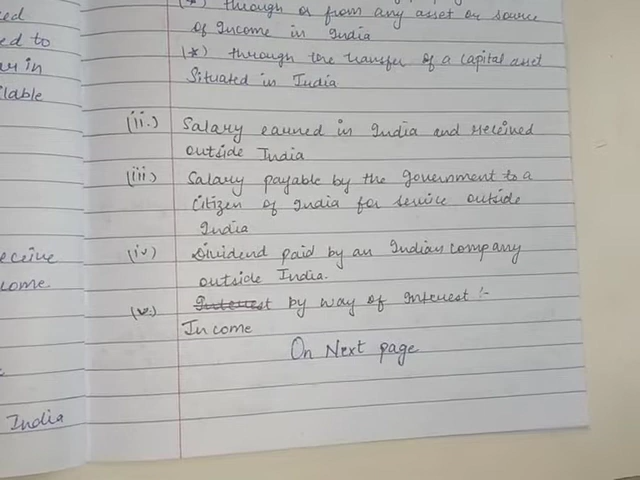 (*) through or from any asset or source
of Income in India
(*) through the transfer of a capital asset
Situated in India
(ii.) Salary earned in India and received
outside India
(iii) Salary payable by the Government to a
Citizen of India for service outside
India
(iv) Dividend paid by an Indian company
outside India.
(v.) Interest by way of Interest :-
Income
On Next page
ed to
ilable
eceive
come
India